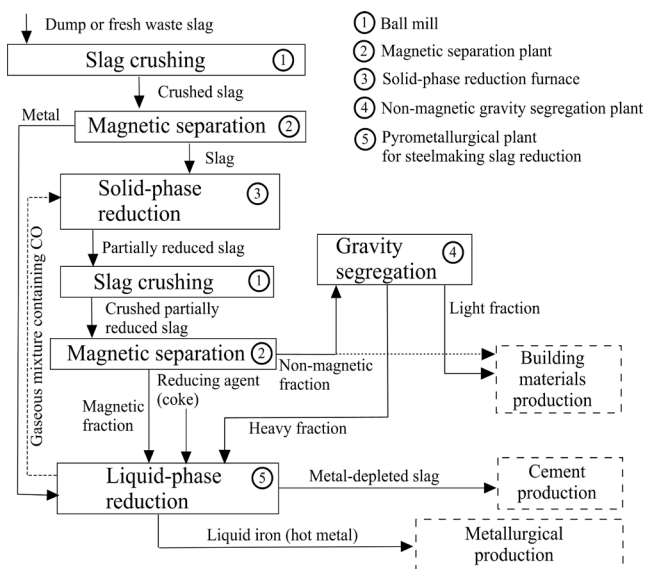 Dump or fresh waste slag
Slag crushing 1
Crushed slag
Metal
Magnetic separation 2
Slag
Solid-phase
reduction 3
Partially reduced slag
Slag crushing 1
Crushed partially
reduced slag
Magnetic separation 2
Gaseous mixture containing CO
Magnetic
fraction
Reducing agent
(coke)
Non-magnetic
fraction
Gravity
segregation 4
Light fraction
Heavy fraction
Building
materials
production
Liquid-phase
reduction 5
Metal-depleted slag
Cement
production
Liquid iron (hot metal)
Metallurgical
production
1 Ball mill
2 Magnetic separation plant
3 Solid-phase reduction furnace
4 Non-magnetic gravity segregation plant
5 Pyrometallurgical plant
for steelmaking slag reduction